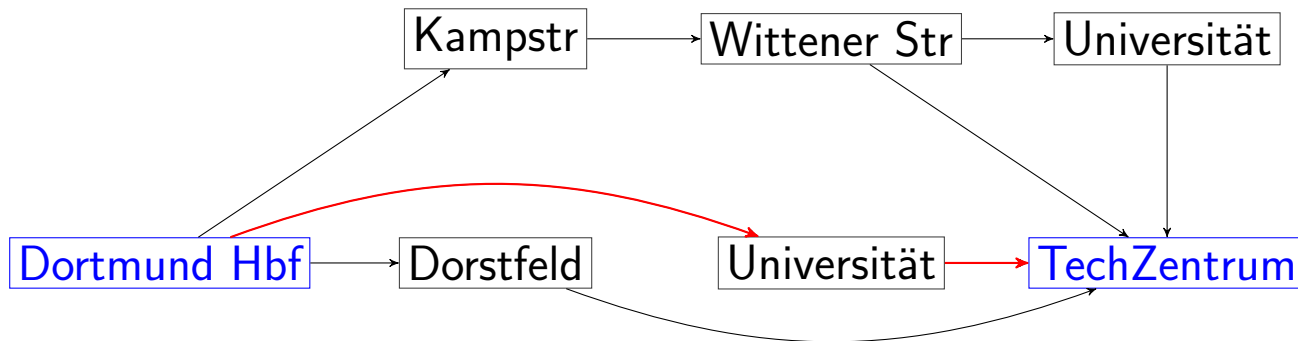 Kampstr
Wittener Str
Universität
Dortmund Hbf
Dorstfeld
Universität
TechZentrum